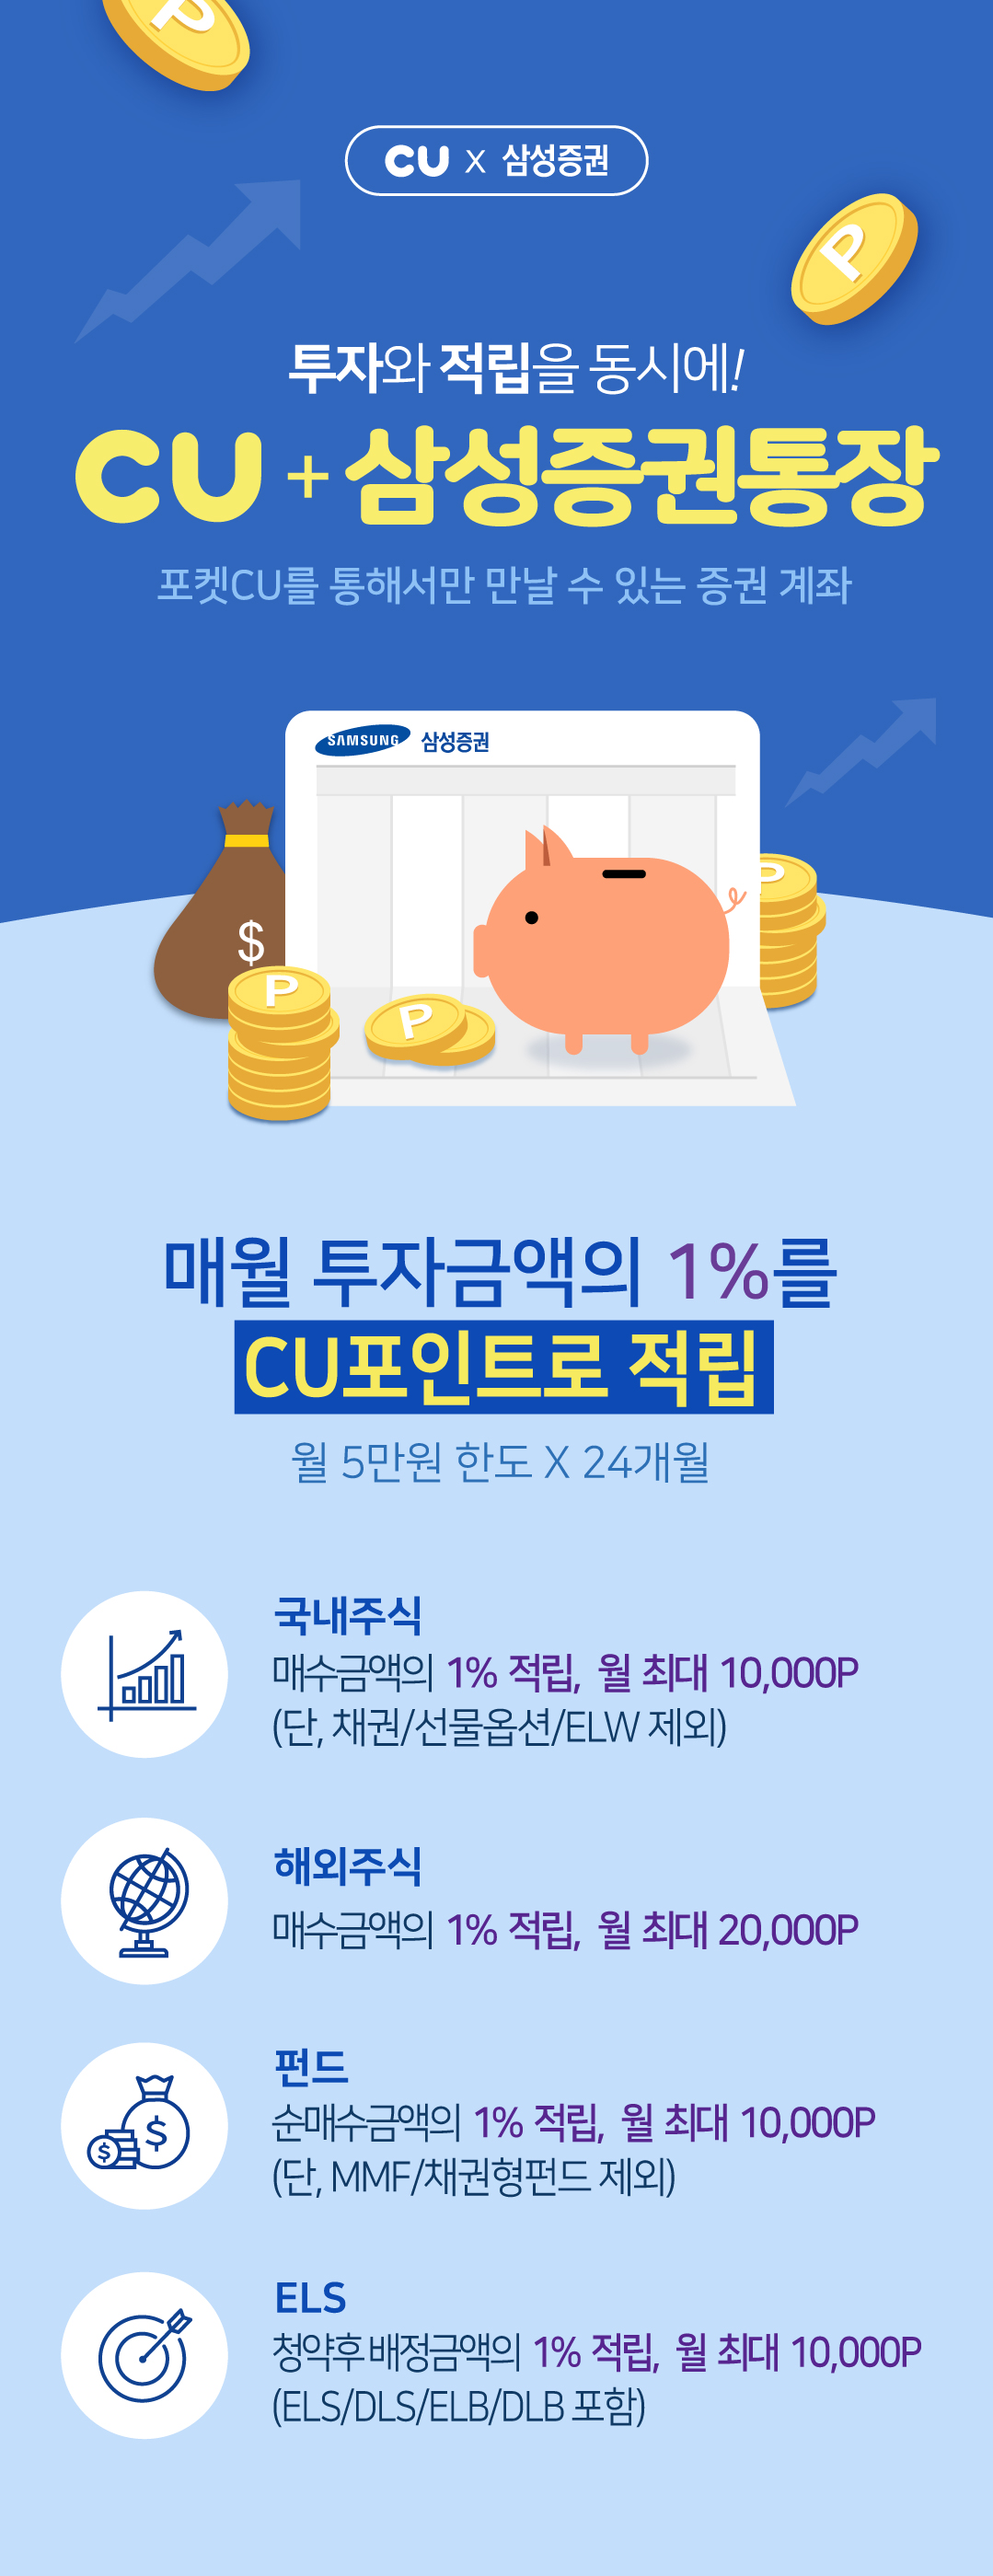 P
CU X 삼성증권
P
투자와 적립을 동시에!
CU + 삼성증권통장
포켓CU를 통해서만 만날 수 있는 증권 계좌
SAMSUNG 삼성증권
P
$
P
P
매월 투자금액의 1%를
CU포인트로 적립
월 5만원 한도 X 24개월
국내주식
매수금액의 1% 적립, 월 최대 10,000P
(단, 채권/선물옵션/ELW 제외)
해외주식
매수금액의 1% 적립, 월 최대 20,000P
펀드
순매수금액의 1% 적립, 월 최대 10,000P
(단, MMF/채권형펀드 제외)
$
$
ELS
청약후 배정금액의 1% 적립, 월 최대 10,000P
(ELS/DLS/ELB/DLB 포함)